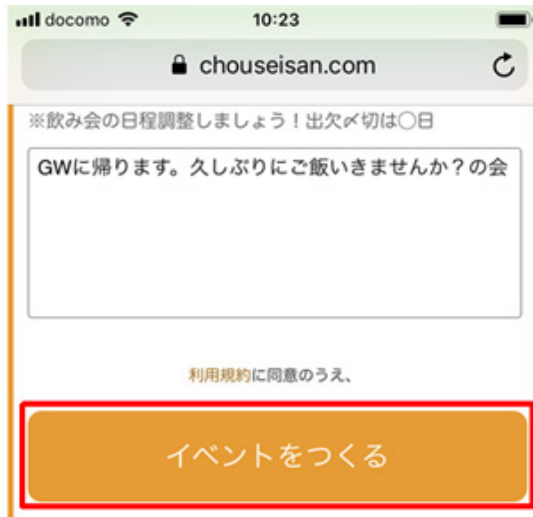 docomo 10:23
chouseisan.com
※飲み会の日程調整しましょう！出欠〆切は○日
GWに帰ります。久しぶりにご飯いきませんか？の会
利用規約に同意のうえ、
イベントをつくる